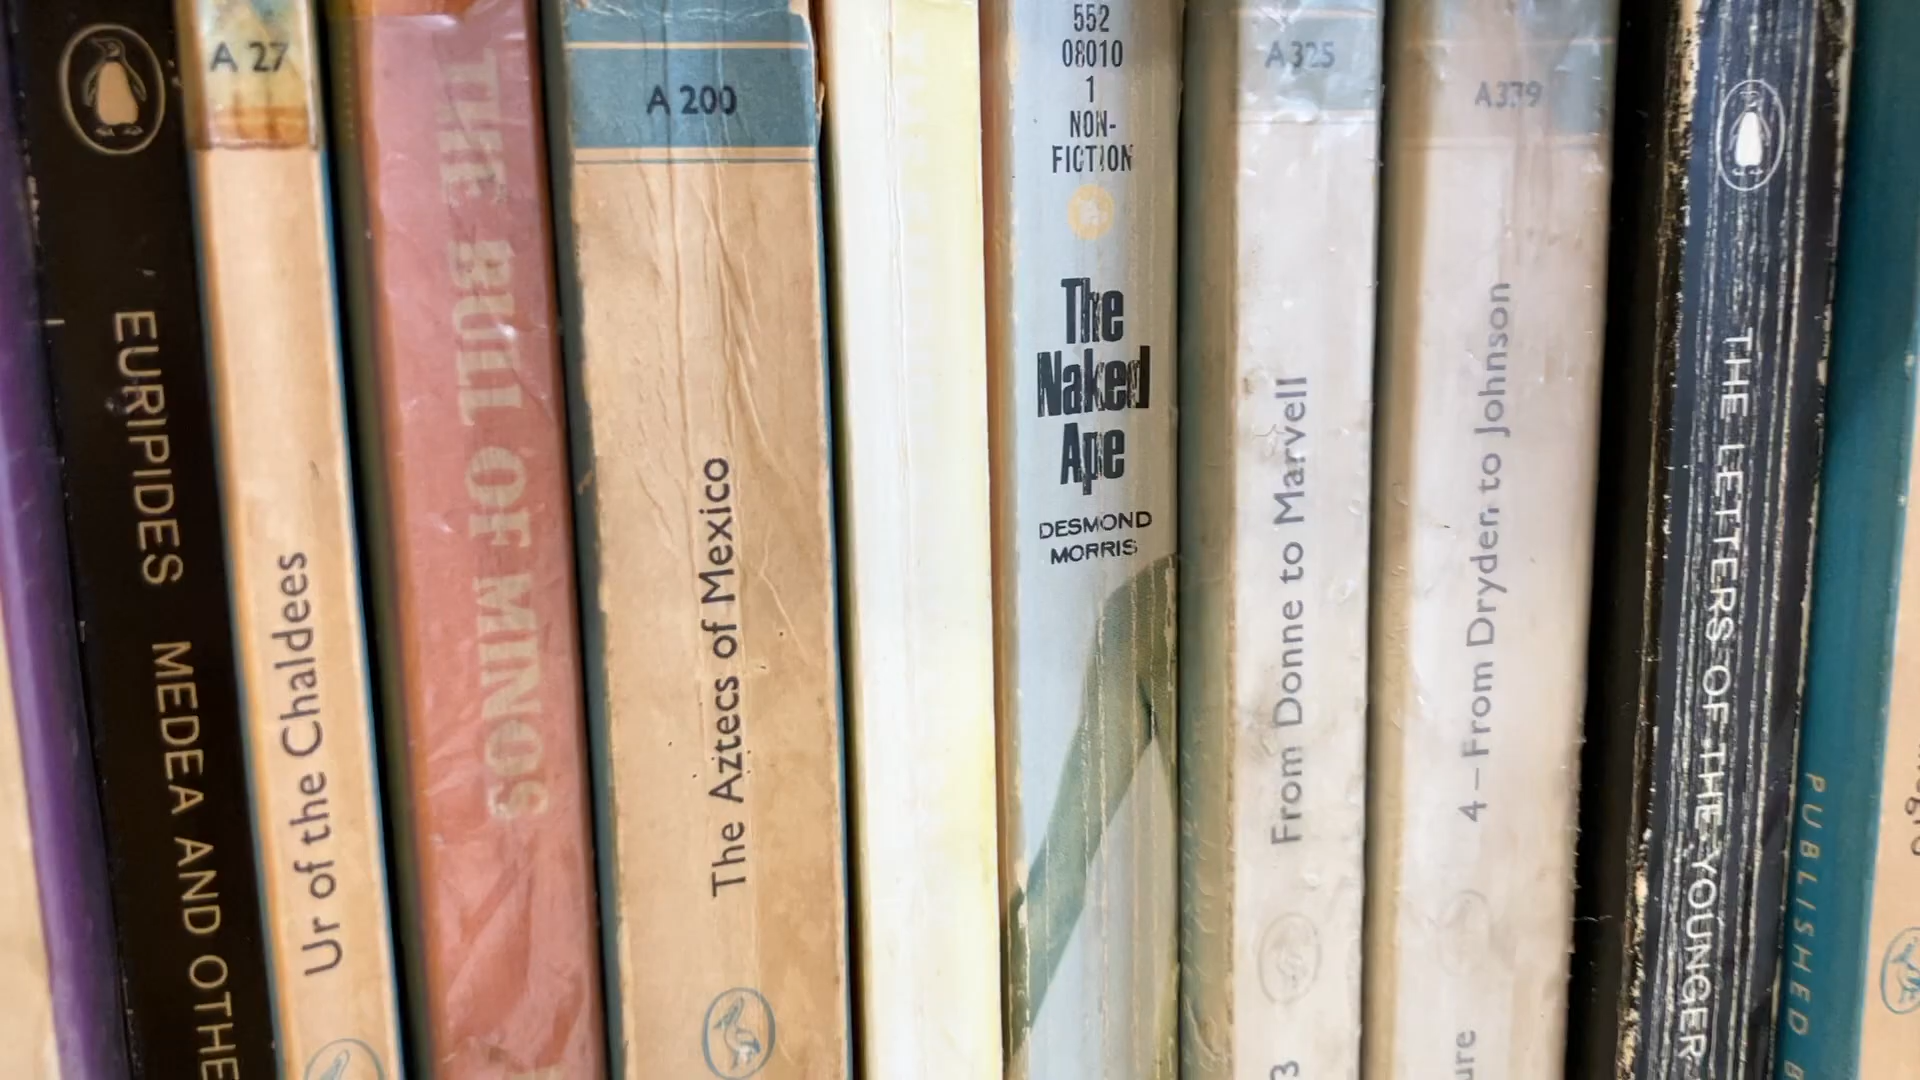 EURIPIDES MEDEA AND OTHE
A 27
Ur of the Chaldees
THE BULL OF MINOS
A 200
The Aztecs of Mexico
552
08010
1
NON-
FICTION
The
Naked
Ape
DESMOND
MORRIS
A 325
From Donne to Marvell
3
A379
4 – From Dryden to Johnson
ure
THE LETTERS OF THE YOUNGER
PUBLISHED B